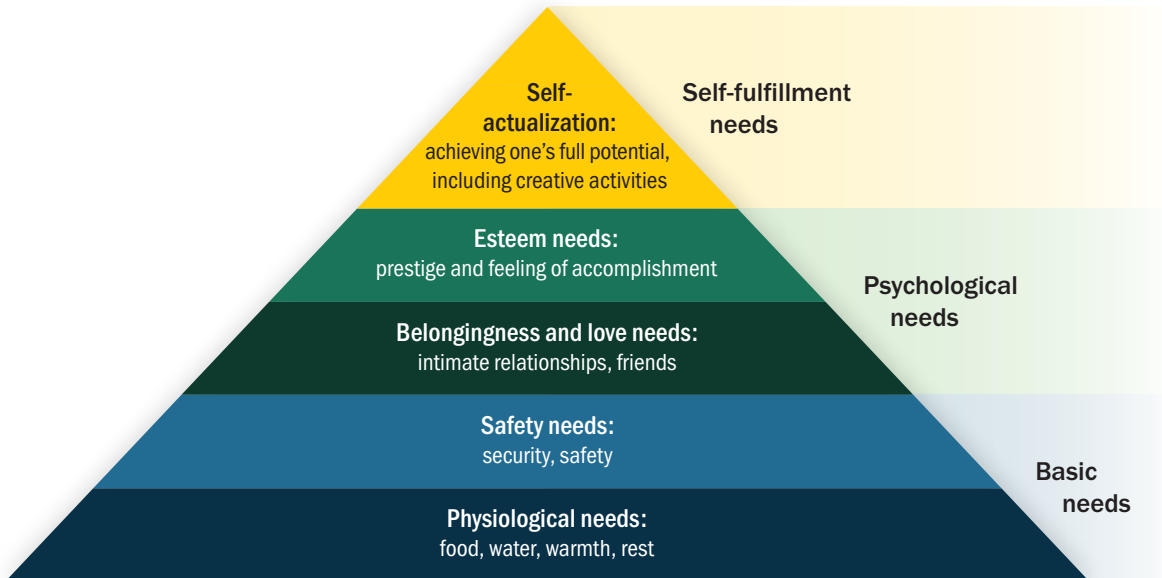 Self-
actualization:
achieving one’s full potential,
including creative activities
Self-fulfillment
needs
Esteem needs:
prestige and feeling of accomplishment
Psychological
needs
Belongingness and love needs:
intimate relationships, friends
Safety needs:
security, safety
Basic
needs
Physiological needs:
food, water, warmth, rest